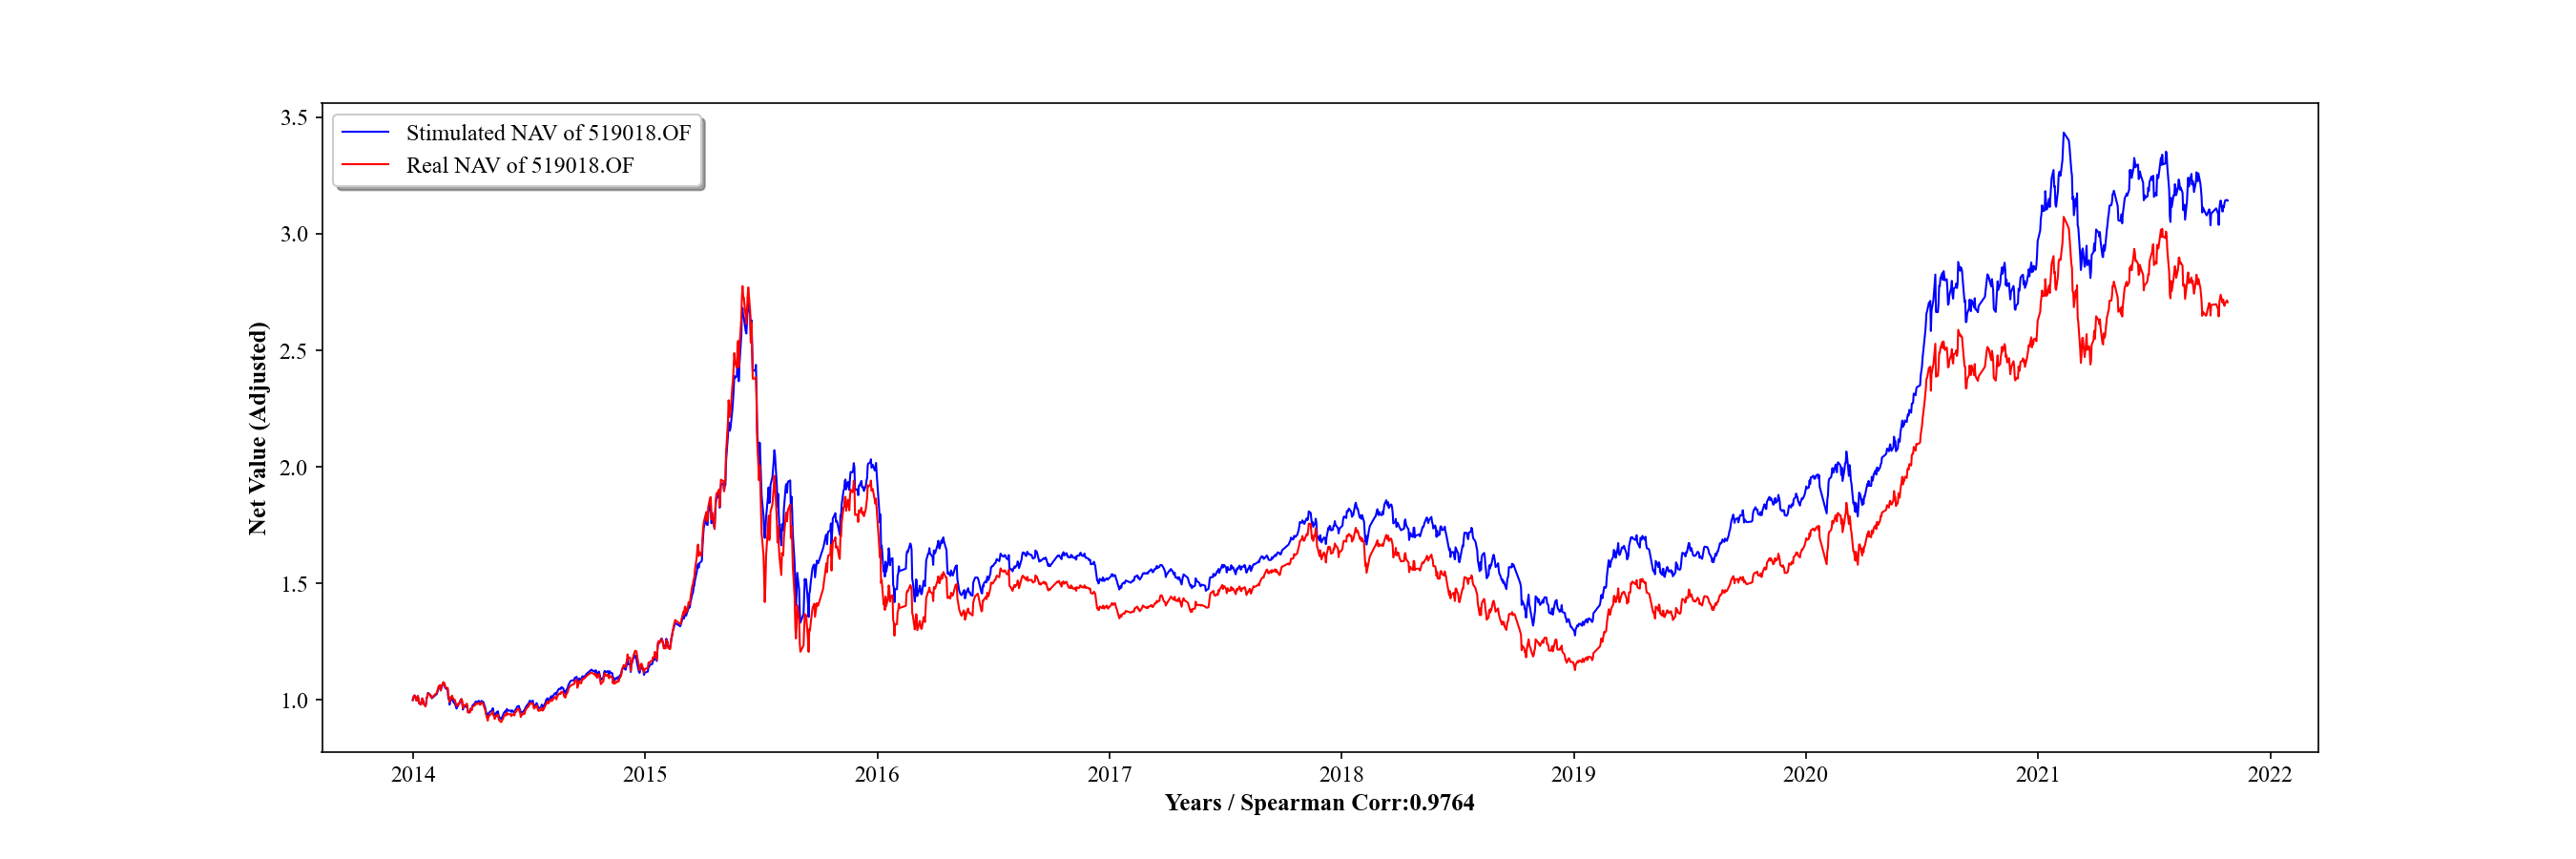 Stimulated NAV of 519018.OF
Real NAV of 519018.OF
Net Value (Adjusted)
3.5
3.0
2.5
2.0
1.5
1.0
2014 2015 2016 2017 2018 2019 2020 2021 2022
Years / Spearman Corr:0.9764